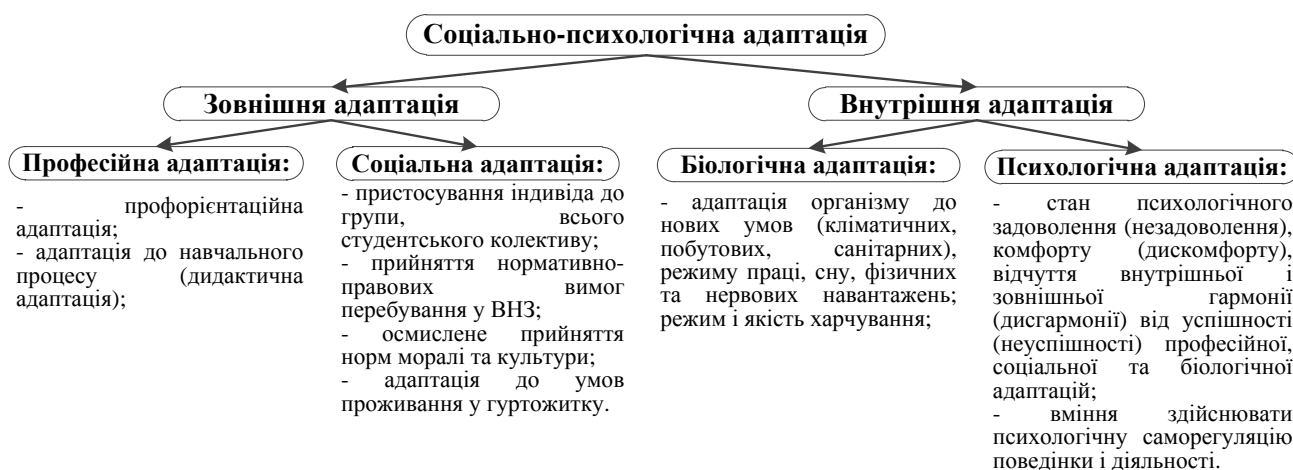 Соціально-психологічна адаптація
Зовнішня адаптація
Внутрішня адаптація
Професійна адаптація:
- профорієнтаційна
адаптація;
- адаптація до навчального
процесу (дидактична
адаптація);
Соціальна адаптація:
- пристосування індивіда до
групи, всього
студентського колективу;
- прийняття нормативно-
правових вимог
перебування у ВНЗ;
- осмислене прийняття
норм моралі та культури;
- адаптація до умов
проживання у гуртожитку.
Біологічна адаптація:
- адаптація організму до
нових умов (кліматичних,
побутових, санітарних),
режиму праці, сну, фізичних
та нервових навантажень;
режим і якість харчування;
Психологічна адаптація:
- стан психологічного
задоволення (незадоволення),
комфорту (дискомфорту),
відчуття внутрішньої і
зовнішньої гармонії
(дисгармонії) від успішності
(неуспішності) професійної,
соціальної та біологічної
адаптацій;
- вміння здійснювати
психологічну саморегуляцію
поведінки і діяльності.